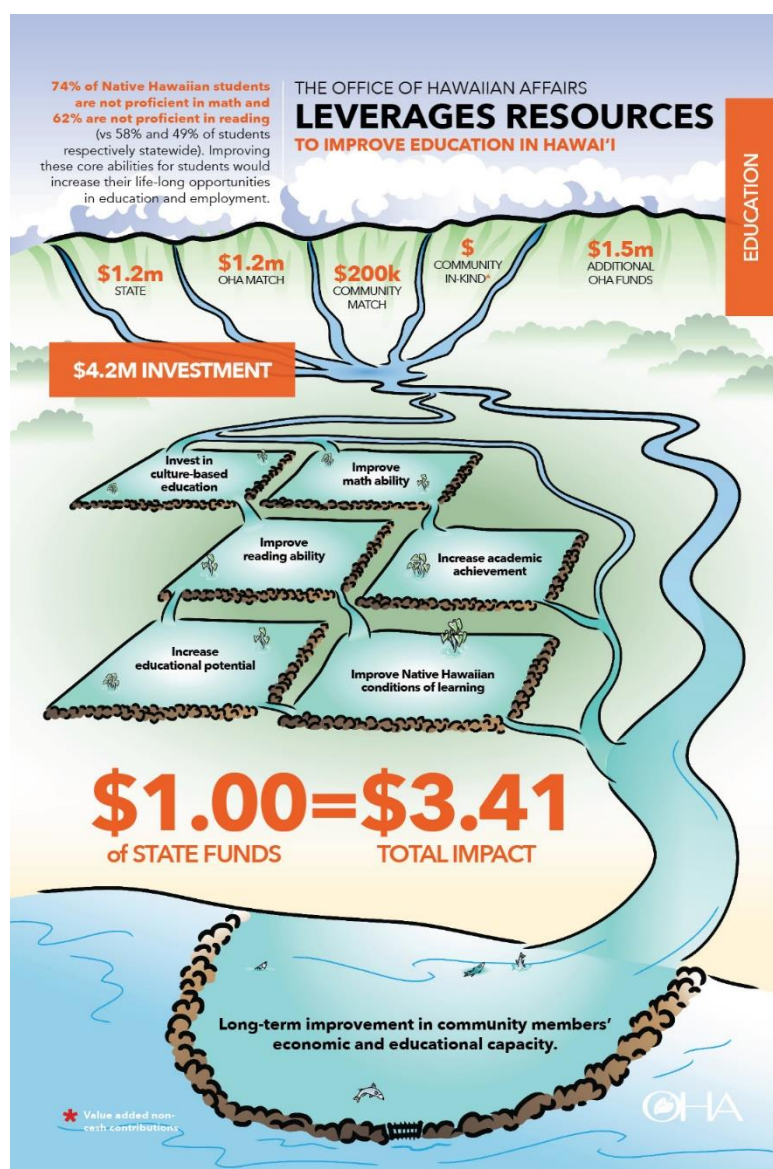 74% of Native Hawaiian students
are not proficient in math and
62% are not proficient in reading
(vs 58% and 49% of students
respectively statewide). Improving
these core abilities for students would
increase their life-long opportunities
in education and employment.
THE OFFICE OF HAWAIIAN AFFAIRS
LEVERAGES RESOURCES
TO IMPROVE EDUCATION IN HAWAI‘I
EDUCATION
$1.2m
STATE
$1.2m
OHA MATCH
$200k
COMMUNITY
MATCH
$
COMMUNITY
IN-KIND*
$1.5m
ADDITIONAL
OHA FUNDS
$4.2M INVESTMENT
Invest in
culture-based
education
Improve
math ability
Improve
reading ability
Increase academic
achievement
Increase
educational potential
Improve Native Hawaiian
conditions of learning
$1.00=$3.41
of STATE FUNDS
TOTAL IMPACT
Long-term improvement in community members’
economic and educational capacity.
* Value added non-
cash contributions
OHA